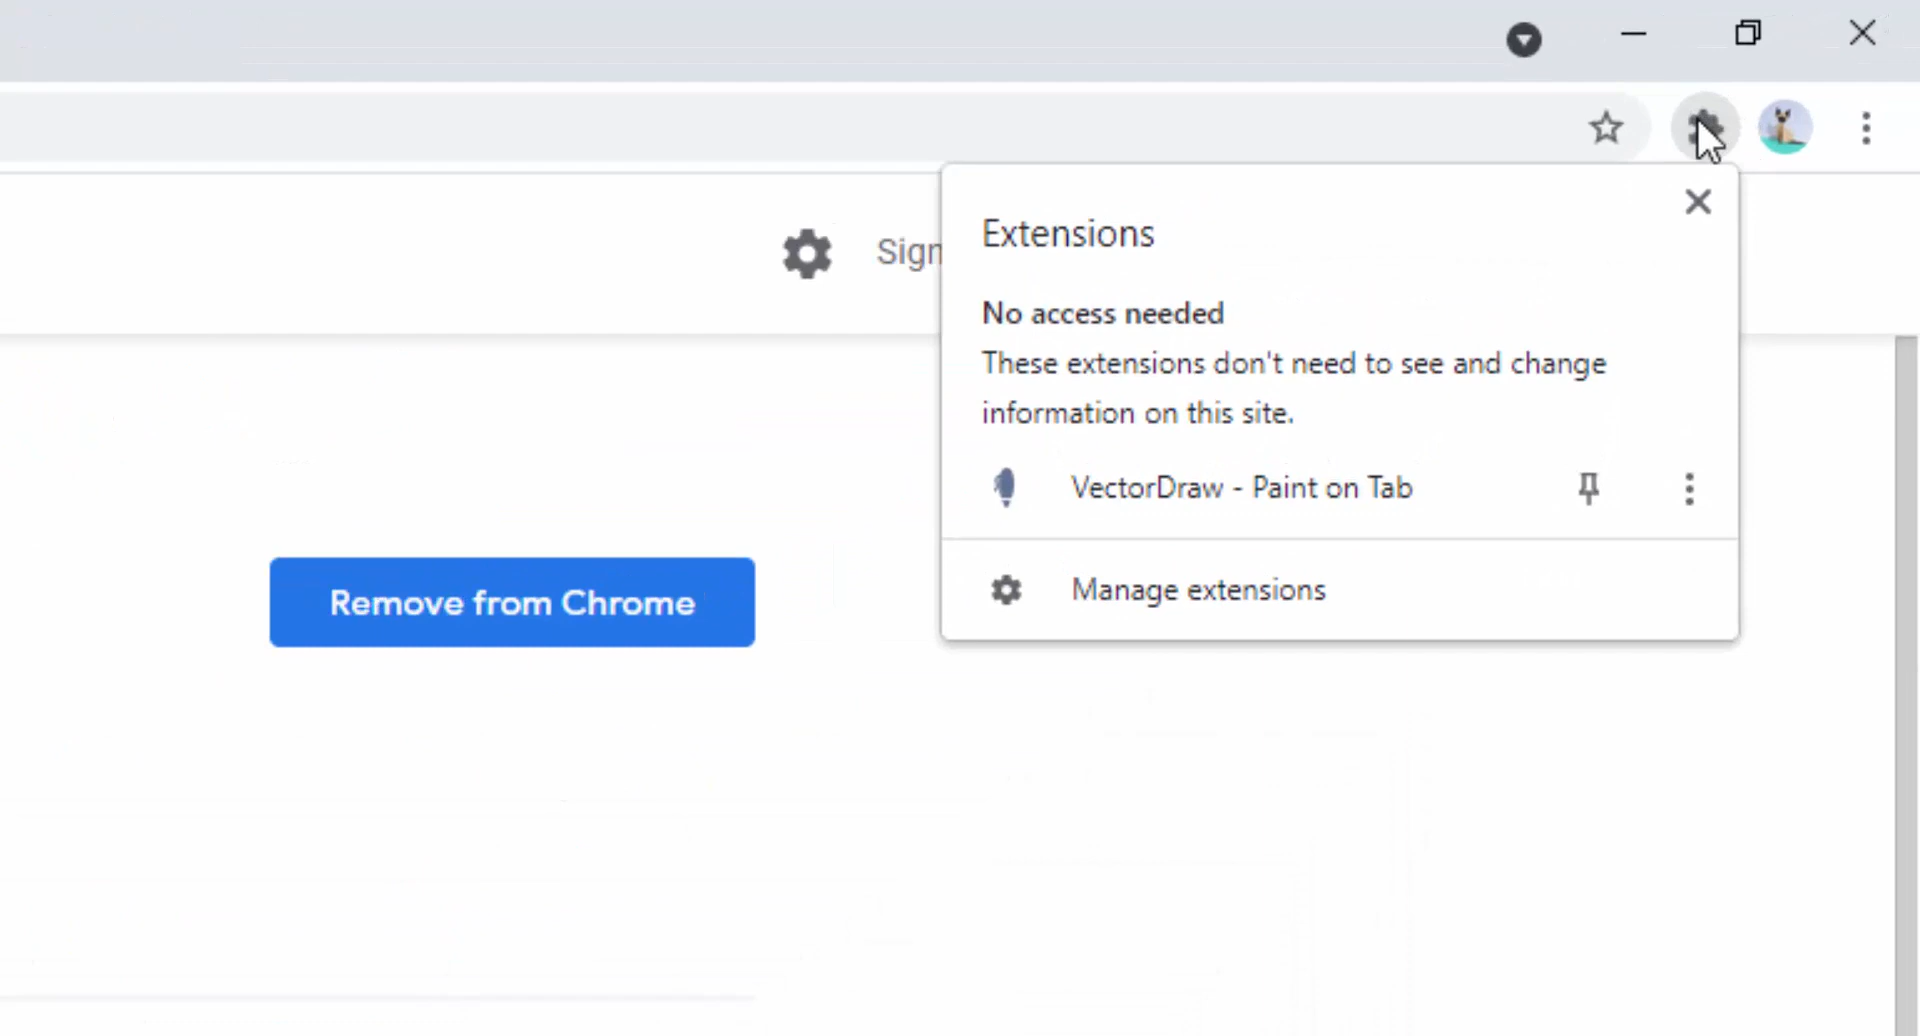 Sign
Extensions
No access needed
These extensions don't need to see and change
information on this site.
VectorDraw - Paint on Tab
Manage extensions
Remove from Chrome